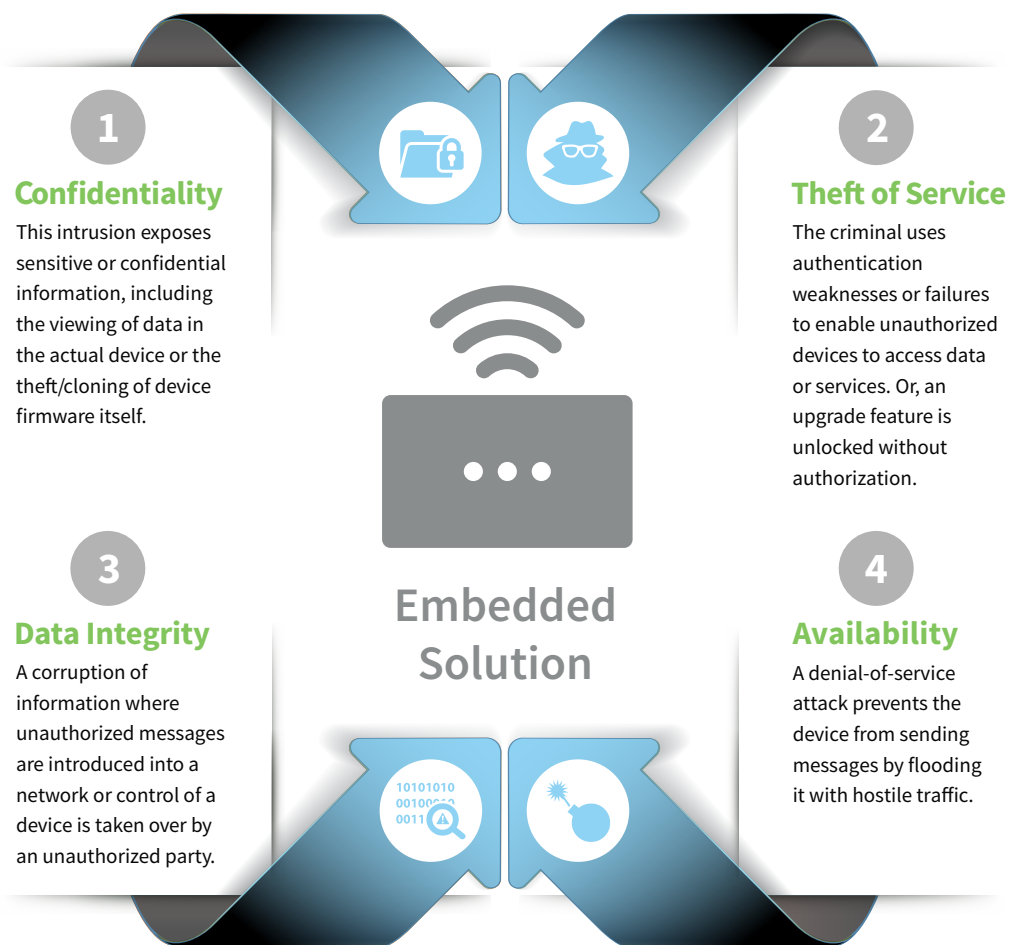 1
Confidentiality
This intrusion exposes
sensitive or confidential
information, including
the viewing of data in
the actual device or the
theft/cloning of device
firmware itself.
2
Theft of Service
The criminal uses
authentication
weaknesses or failures
to enable unauthorized
devices to access data
or services. Or, an
upgrade feature is
unlocked without
authorization.
Embedded
Solution
3
Data Integrity
A corruption of
information where
unauthorized messages
are introduced into a
network or control of a
device is taken over by
an unauthorized party.
4
Availability
A denial-of-service
attack prevents the
device from sending
messages by flooding
it with hostile traffic.
10101010
0011